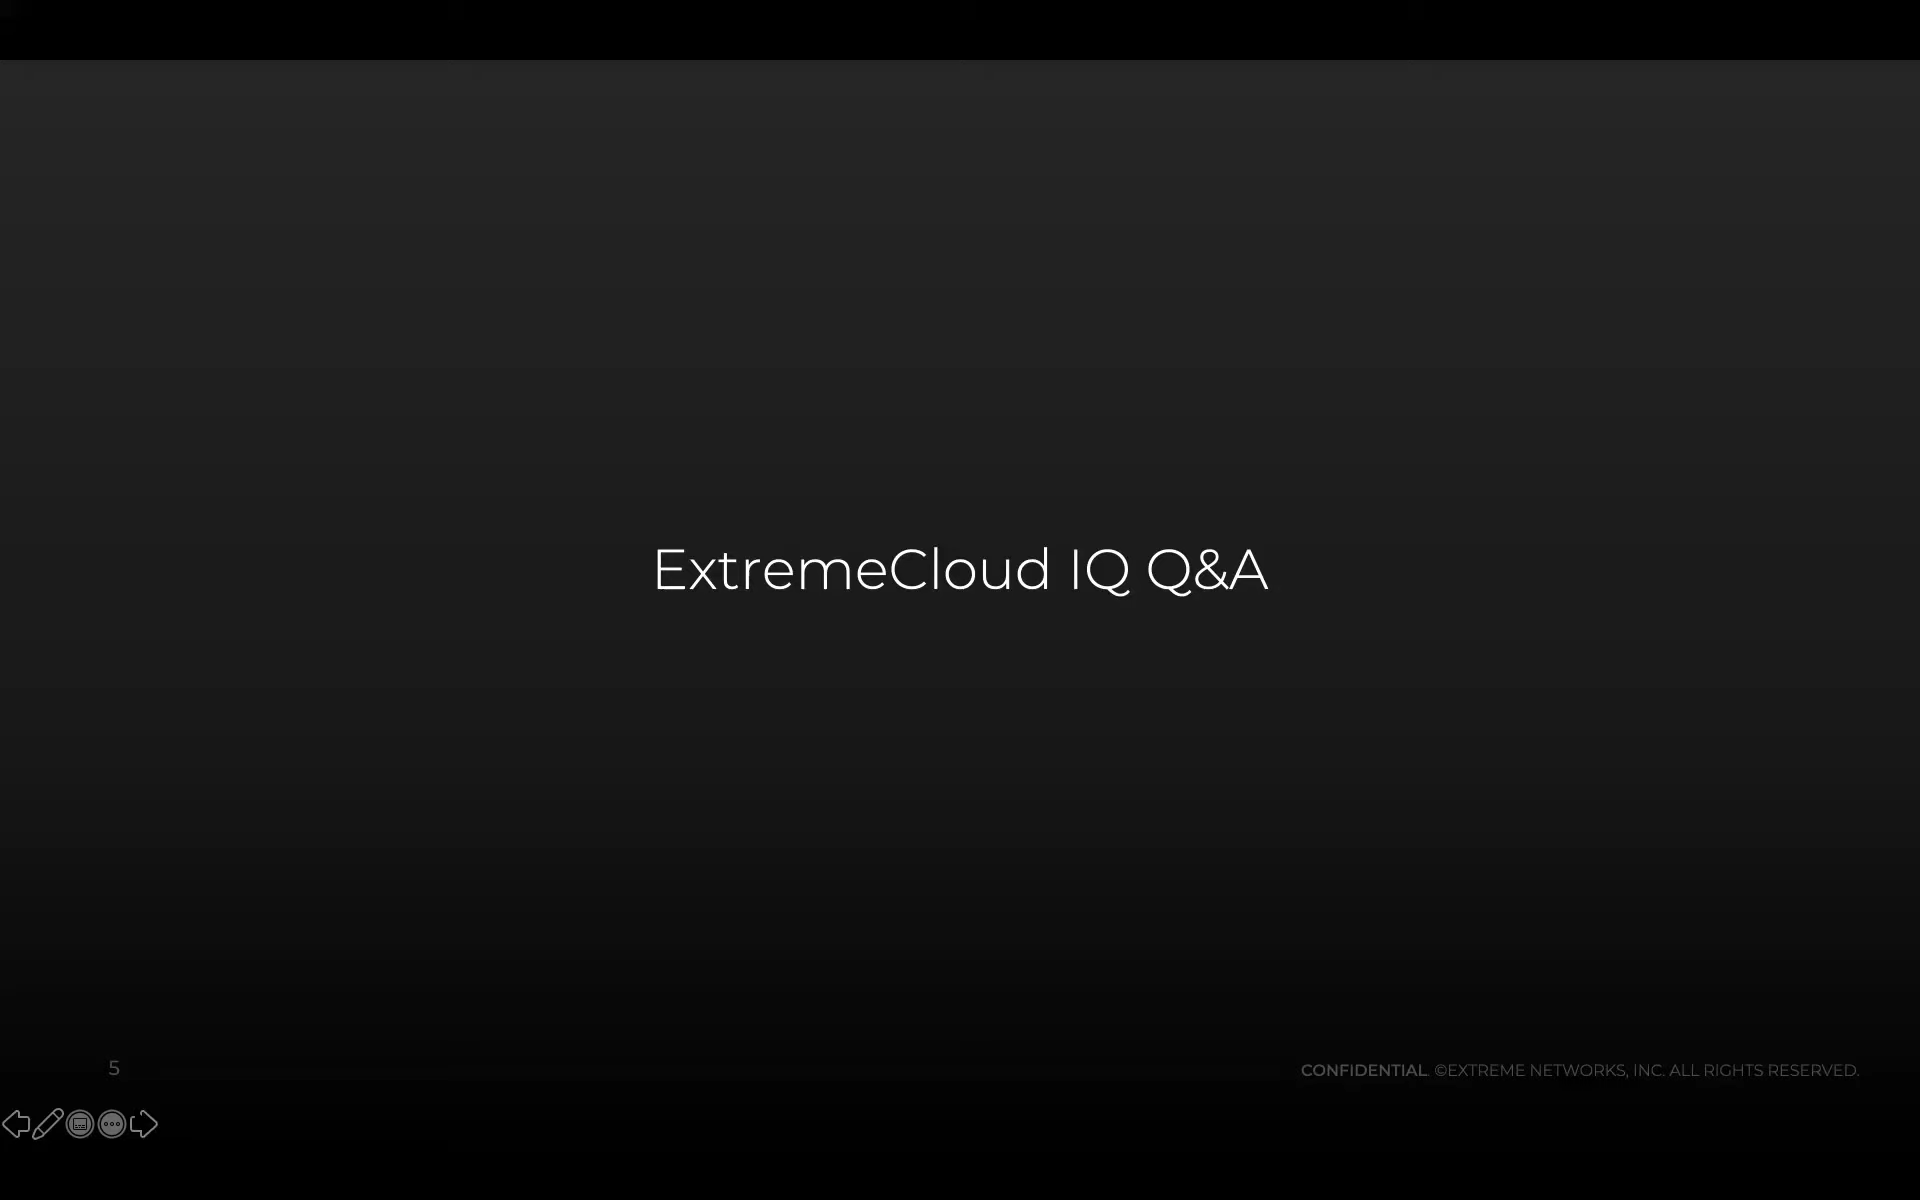 ExtremeCloud IQ Q&A
5
CONFIDENTIAL. ©EXTREME NETWORKS, INC. ALL RIGHTS RESERVED.